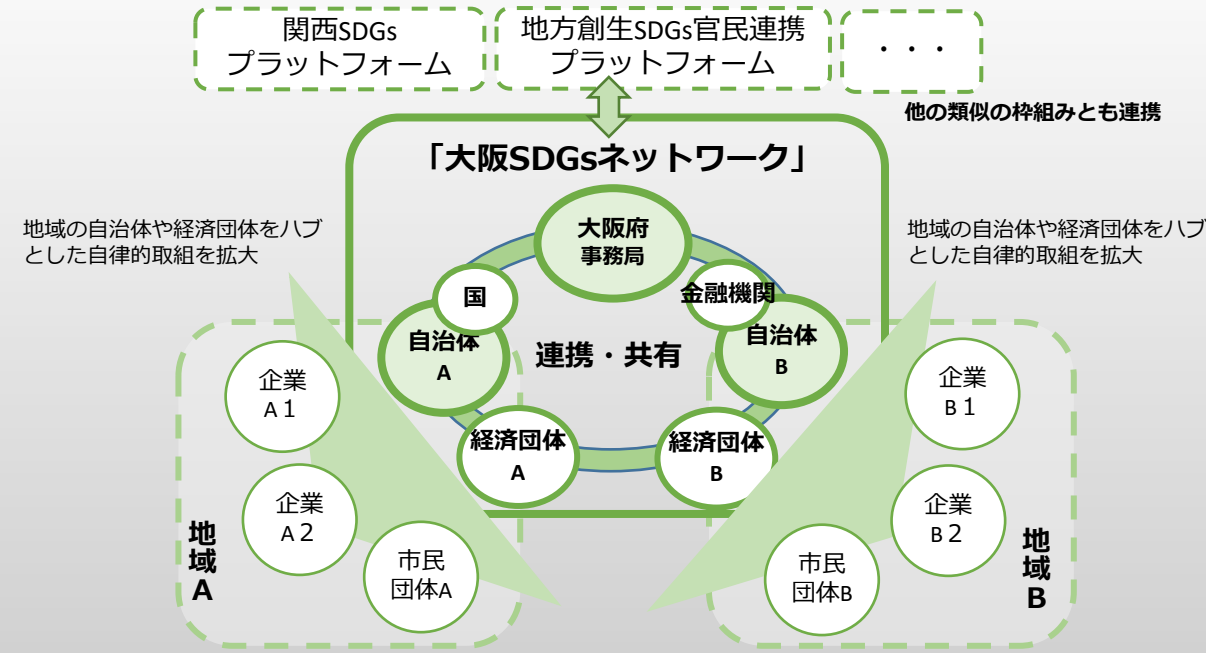 関西SDGs
プラットフォーム
地方創生SDGs官民連携
プラットフォーム
・・・
他の類似の枠組みとも連携
「大阪SDGsネットワーク」
地域の自治体や経済団体をハブ
とした自律的取組を拡大
地域の自治体や経済団体をハブ
とした自律的取組を拡大
大阪府
事務局
国
金融機関
自治体
A
連携・共有
自治体
B
経済団体
A
経済団体
B
企業
A１
企業
A２
市民
団体A
地域A
企業
B１
企業
B２
市民
団体B
地域B